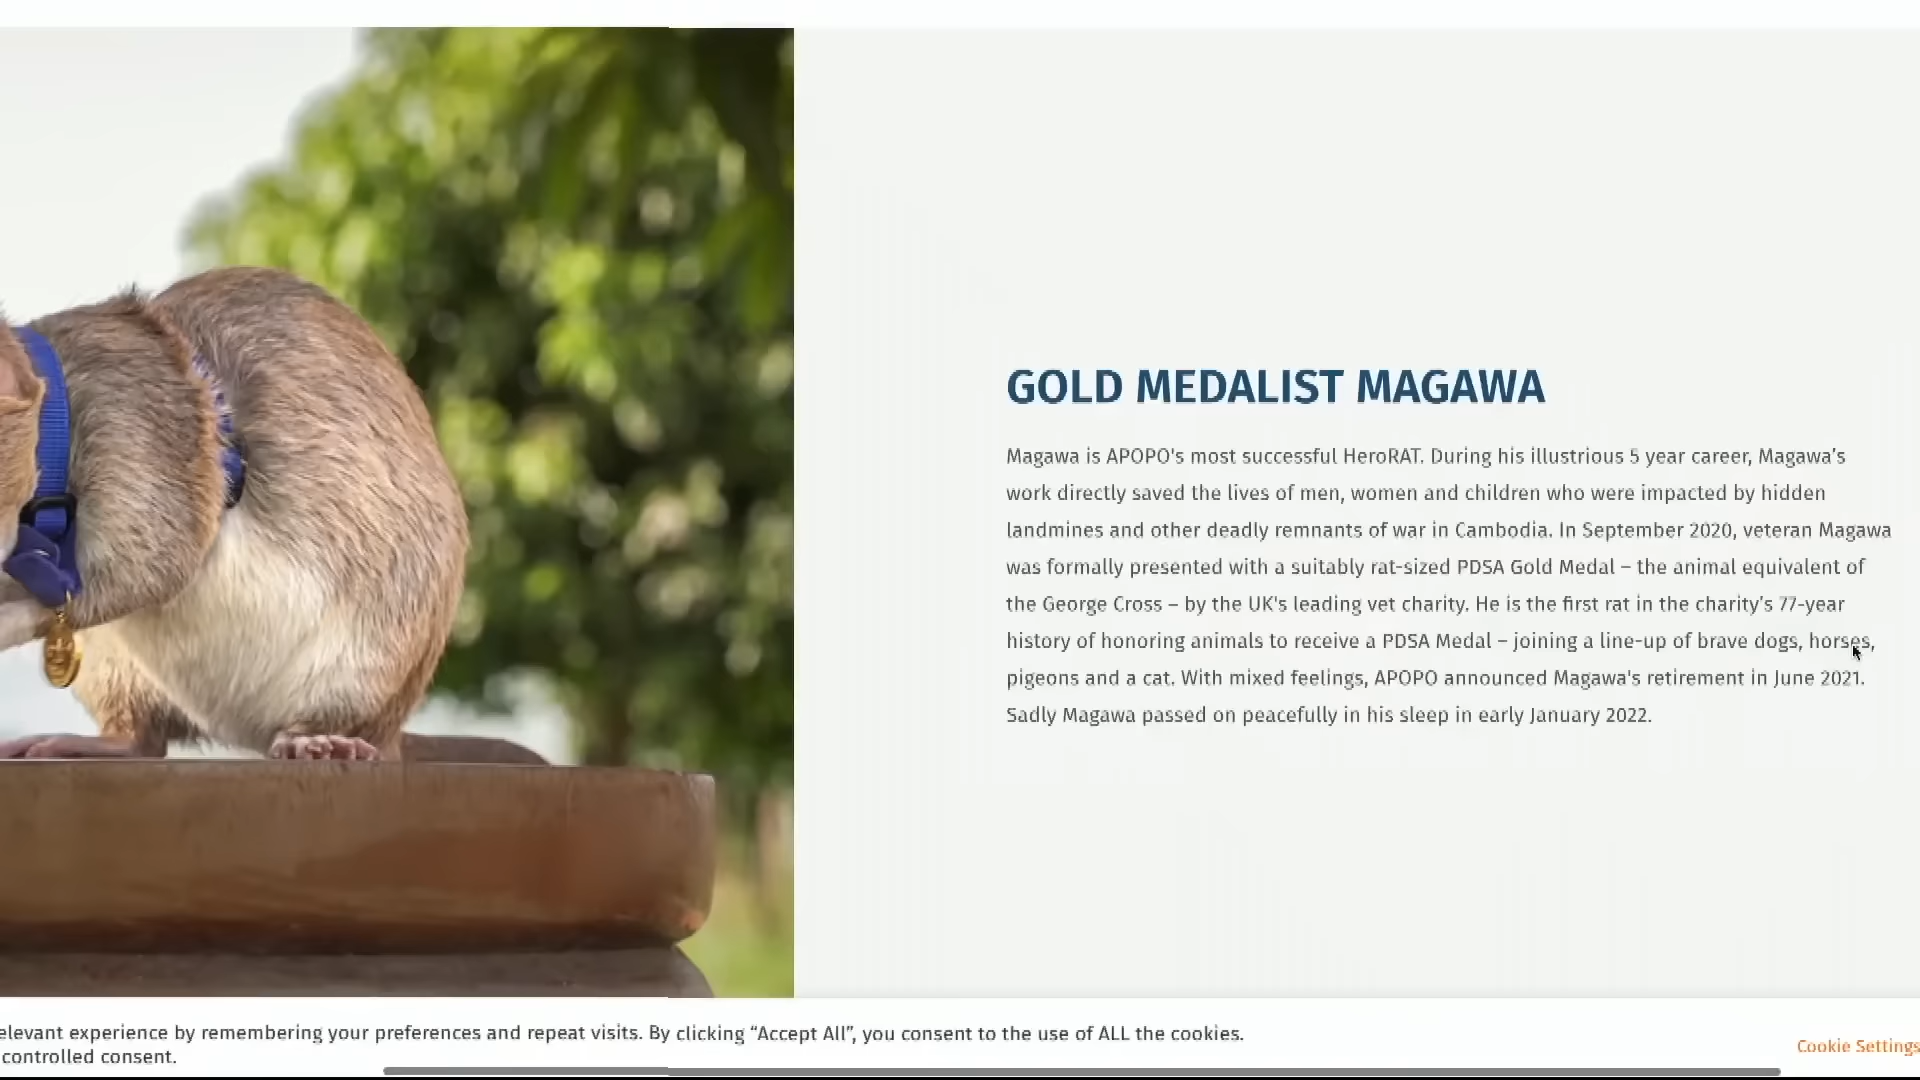 GOLD MEDALIST MAGAWA
Magawa is APOPO's most successful HeroRAT. During his illustrious 5 year career, Magawa’s
work directly saved the lives of men, women and children who were impacted by hidden
landmines and other deadly remnants of war in Cambodia. In September 2020, veteran Magawa
was formally presented with a suitably rat-sized PDSA Gold Medal – the animal equivalent of
the George Cross – by the UK's leading vet charity. He is the first rat in the charity’s 77-year
history of honoring animals to receive a PDSA Medal – joining a line-up of brave dogs, horses,
pigeons and a cat. With mixed feelings, APOPO announced Magawa's retirement in June 2021.
Sadly Magawa passed on peacefully in his sleep in early January 2022.
elevant experience by remembering your preferences and repeat visits. By clicking “Accept All”, you consent to the use of ALL the cookies.
controlled consent.
Cookie Settings